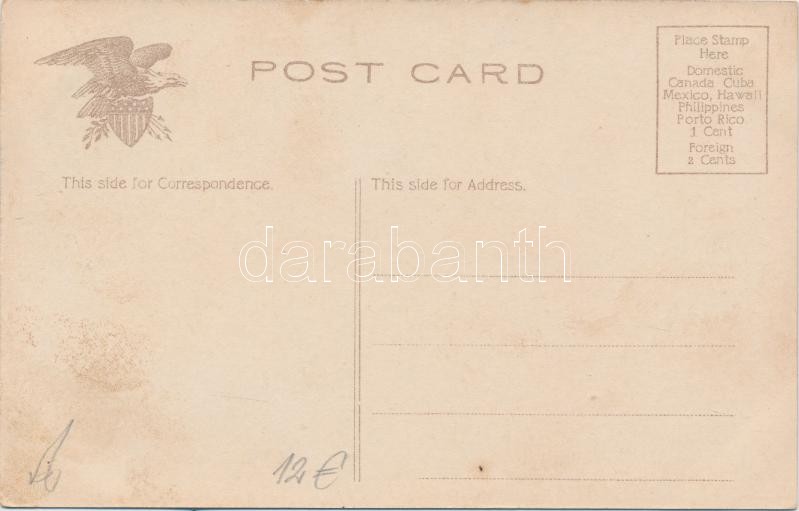 POST CARD
Place Stamp
Here
Domestic
Canada Cuba
Mexico, Hawaii
Philippines
Porto Rico
1 Cent
Foreign
2 Cents
This side for Correspondence.
This side for Address.
darabanth
12€